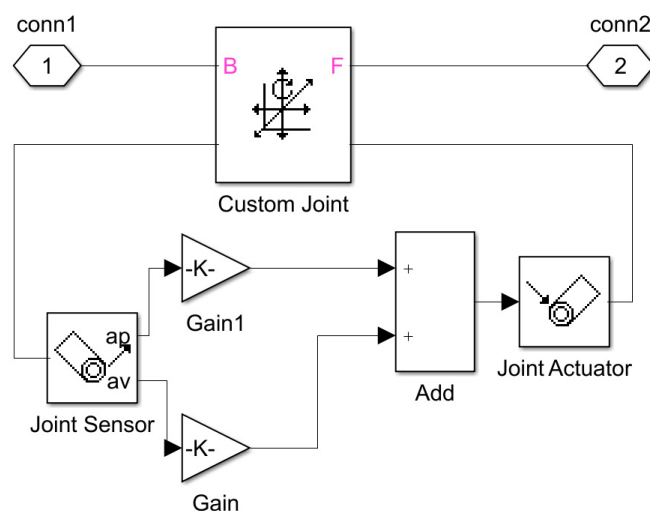 conn1
conn2
1
B
F
2
Custom Joint
-K-
+
Gain1
ap
+
av
Joint Actuator
Add
Joint Sensor
-K-
Gain